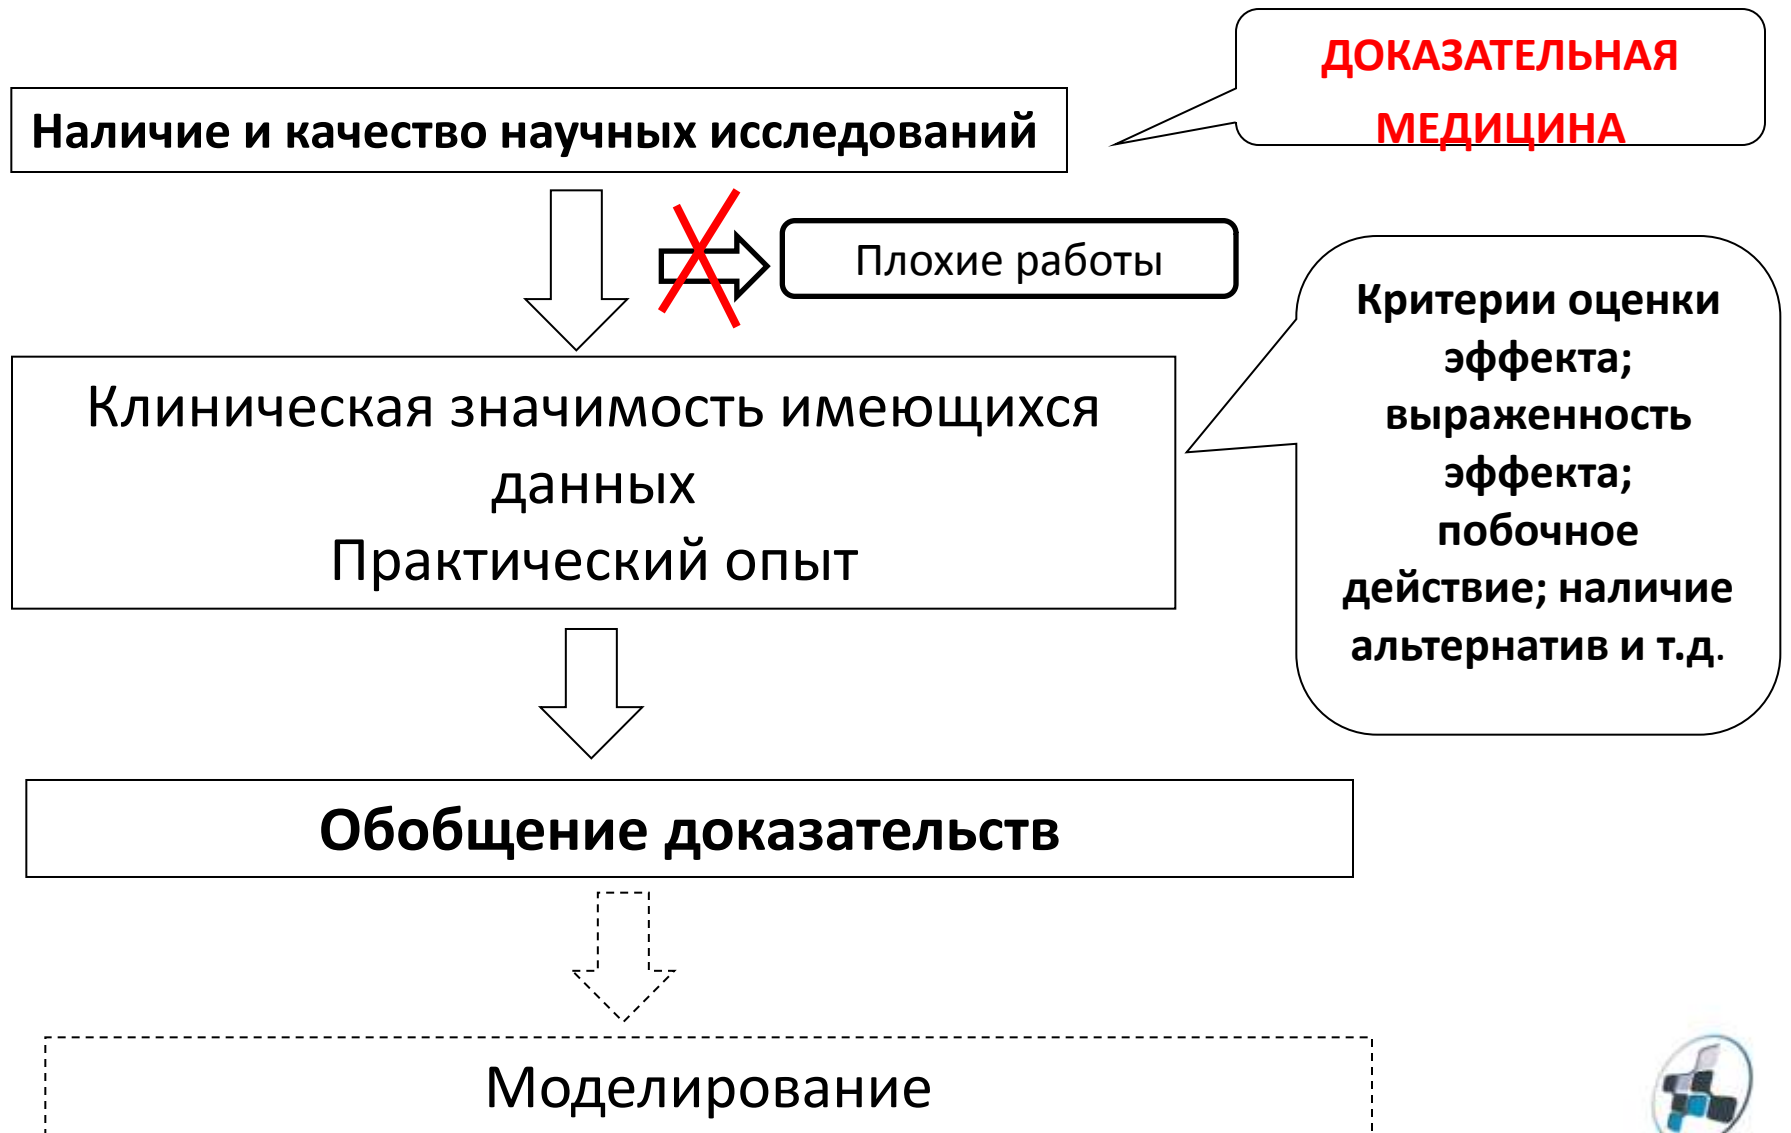 ДОКАЗАТЕЛЬНАЯ
МЕДИЦИНА
Наличие и качество научных исследований
Плохие работы
Клиническая значимость имеющихся
данных
Практический опыт
Критерии оценки
эффекта;
выраженность
эффекта;
побочное
действие; наличие
альтернатив и т.д.
Обобщение доказательств
Моделирование